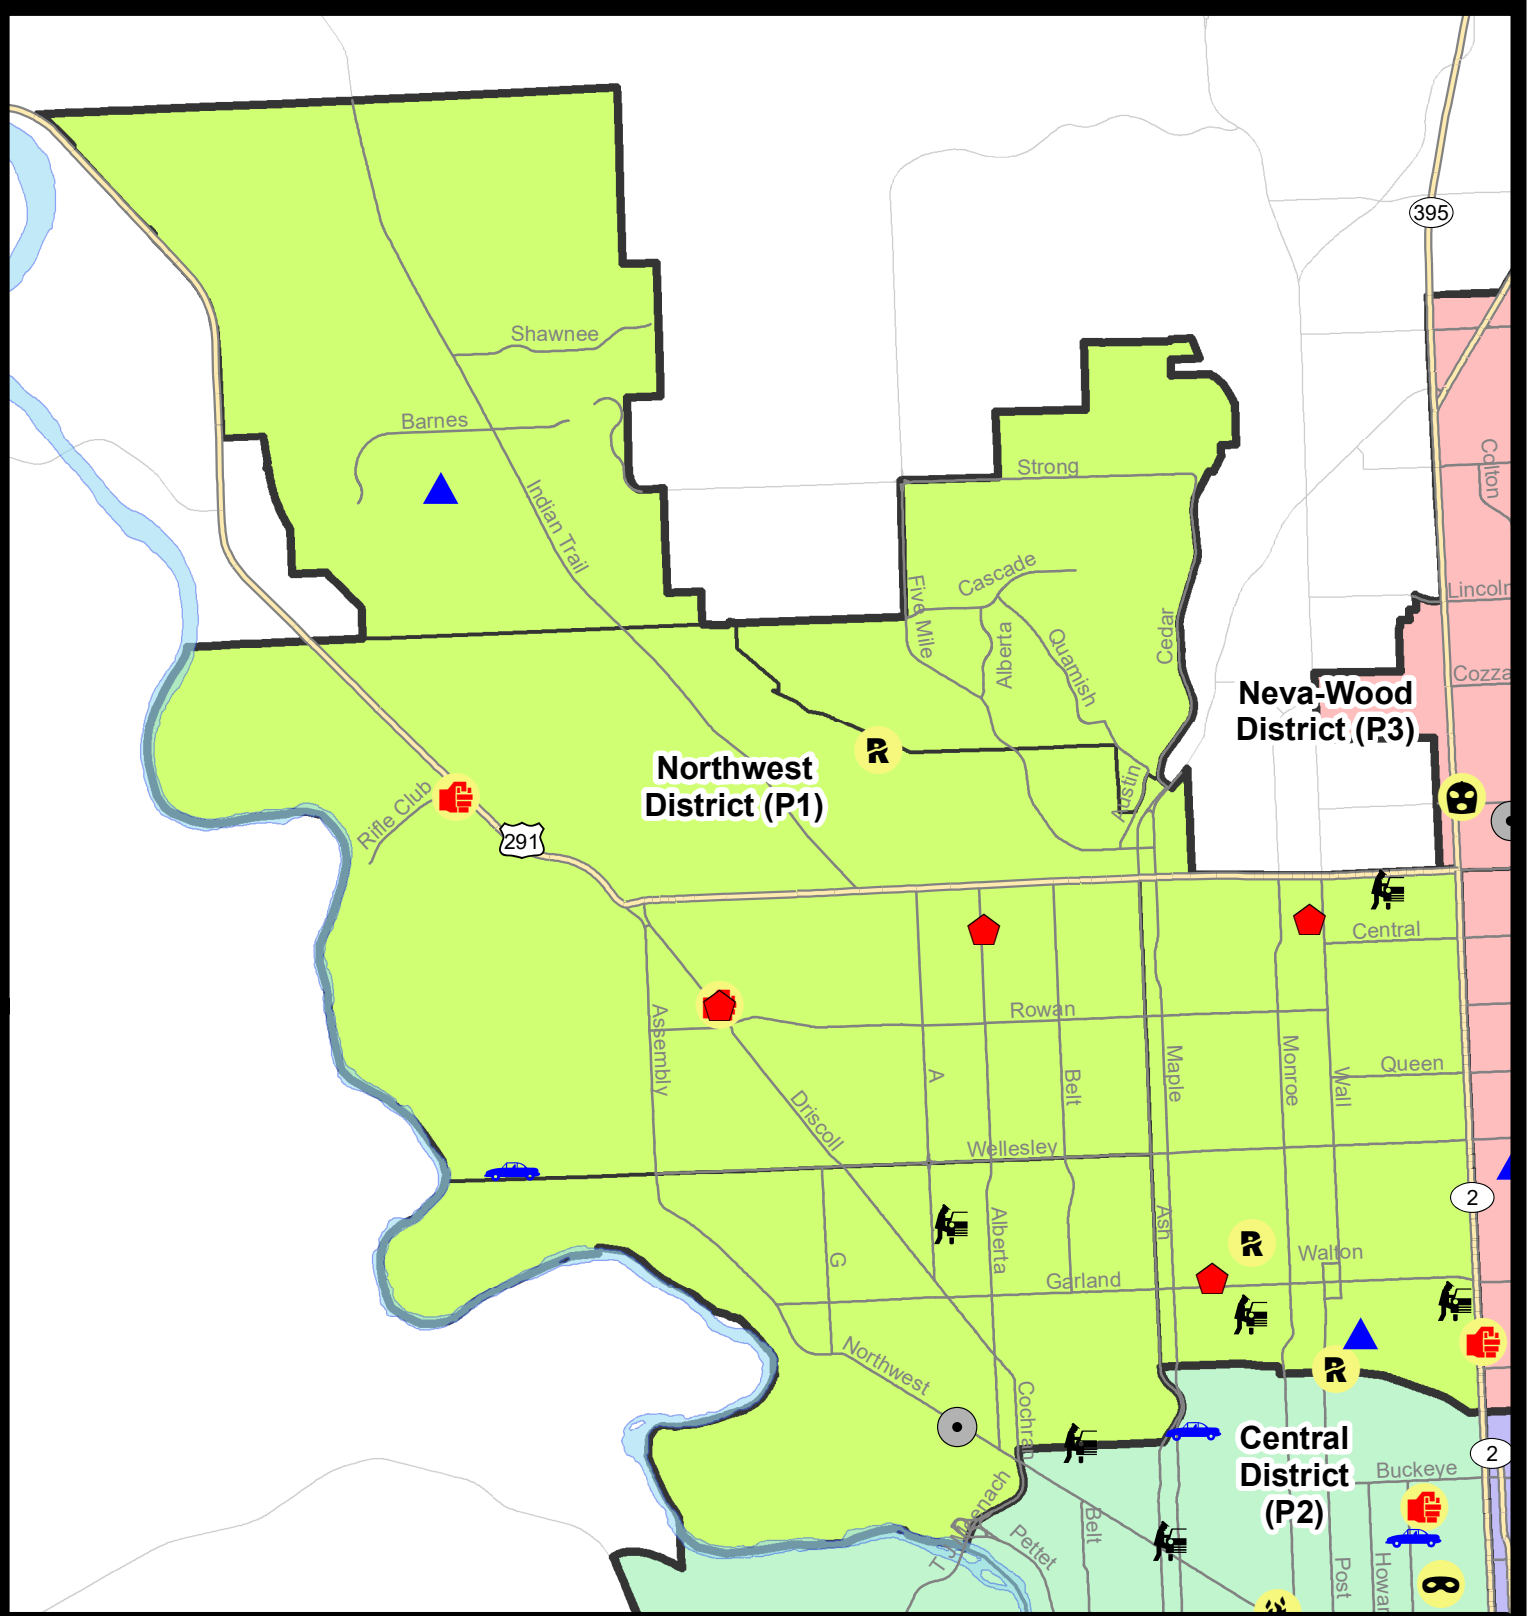 395
Shawnee
Barnes
Colton
Strong
Indian Trail
Cascade
Five Mile
Lincoln
Alberta
Cedar
Quamish
Cozza
Neva-Wood
District (P3)
Northwest
District (P1)
Rifle Club
Austin
291
Central
Rowan
Assembly
Maple
Monroe
Queen
A
Belt
Wall
Driscoll
Wellesley
2
Alberta
Ash
G
Walton
Garland
Northwest
Cochran
Central
District
(P2)
2
Buckeye
Belt
Pettet
Post
Howar